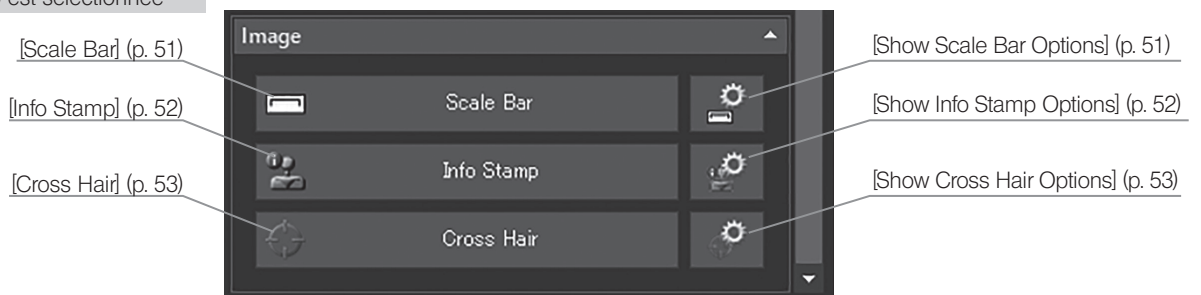 est sélectionnée
Image
[Scale Bar] (p. 51)
Scale Bar
[Show Scale Bar Options] (p. 51)
[Info Stamp] (p. 52)
Info Stamp
[Show Info Stamp Options] (p. 52)
[Cross Hair] (p. 53)
Cross Hair
[Show Cross Hair Options] (p. 53)